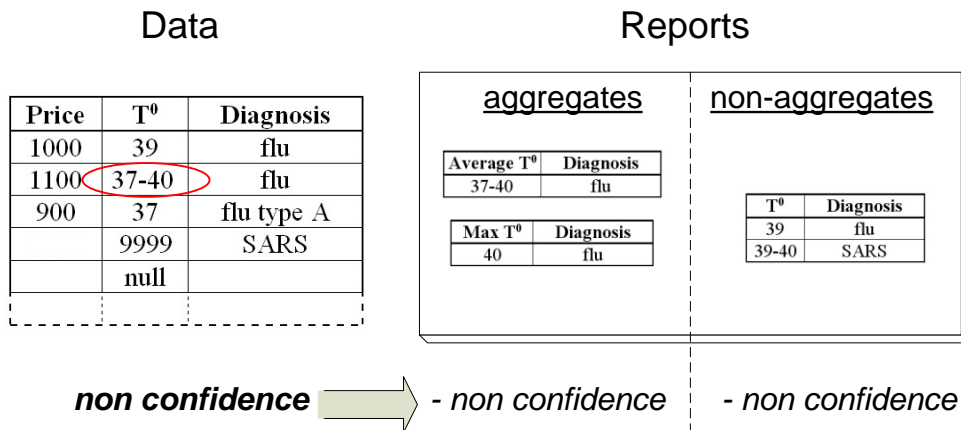 Data
Reports
Price T⁰ Diagnosis
1000 39 flu
1100 37-40 flu
900 37 flu type A
9999 SARS
null
aggregates
Average T⁰ Diagnosis
37-40 flu
Max T⁰ Diagnosis
40 flu
non-aggregates
T⁰ Diagnosis
39 flu
39-40 SARS
non confidence
- non confidence
- non confidence